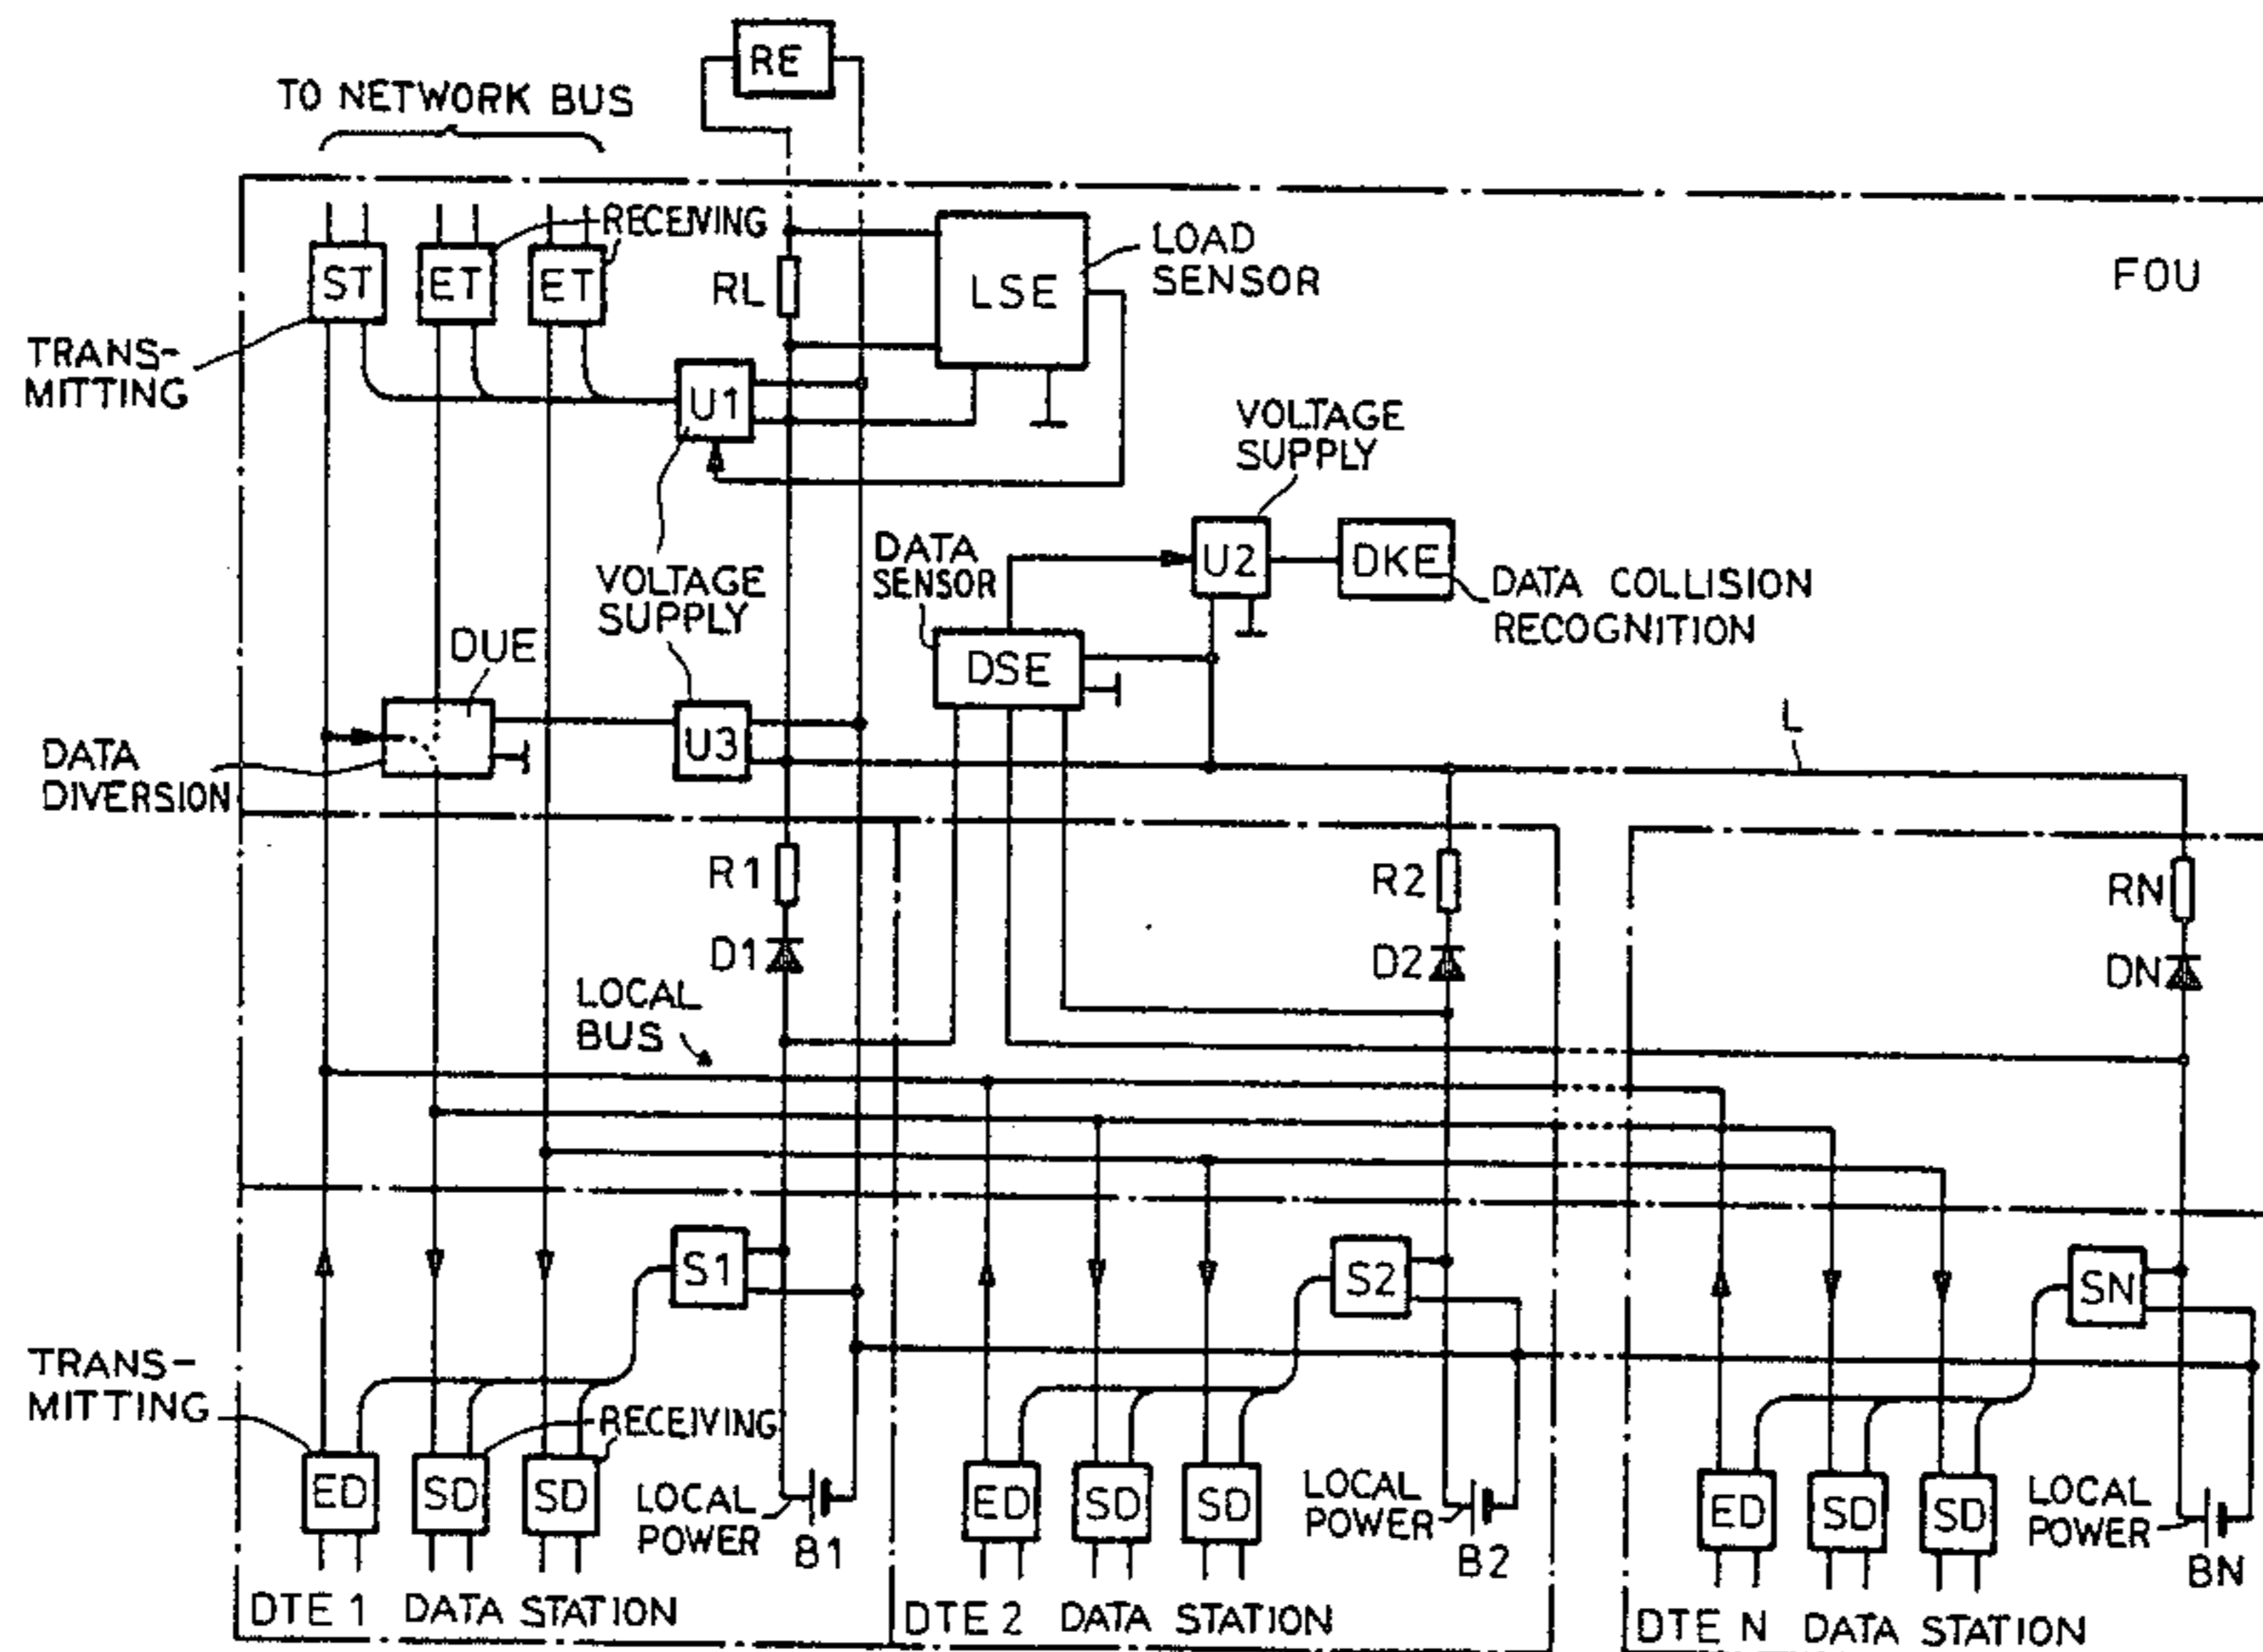 RE
TO NETWORK BUS
RECEIVING
ST
ET
ET
RL
LSE
LOAD
SENSOR
FOU
TRANS-
MITTING
U1
VOLTAGE
SUPPLY
VOLTAGE
SUPPLY
DATA
SENSOR
U2
DKE
DATA COLLISION
RECOGNITION
DUE
DSE
U3
L
DATA
DIVERSION
R1
R2
RN
D1
D2
DN
LOCAL
BUS
S1
S2
SN
TRANS-
MITTING
RECEIVING
ED
SD
SD
LOCAL
POWER
B1
ED
SD
SD
LOCAL
POWER
B2
ED
SD
SD
LOCAL
POWER
BN
DTE 1 DATA STATION
DTE 2 DATA STATION
DTE N DATA STATION